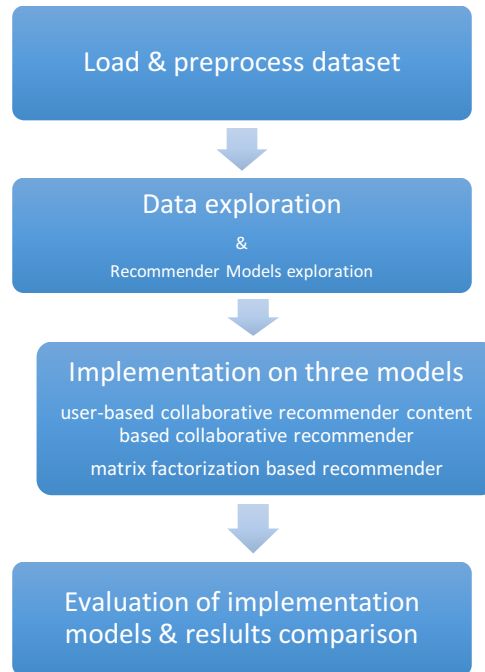 Load & preprocess dataset
Data exploration
&
Recommender Models exploration
Implementation on three models
user-based collaborative recommender content
based collaborative recommender
matrix factorization based recommender
Evaluation of implementation
models & reslults comparison